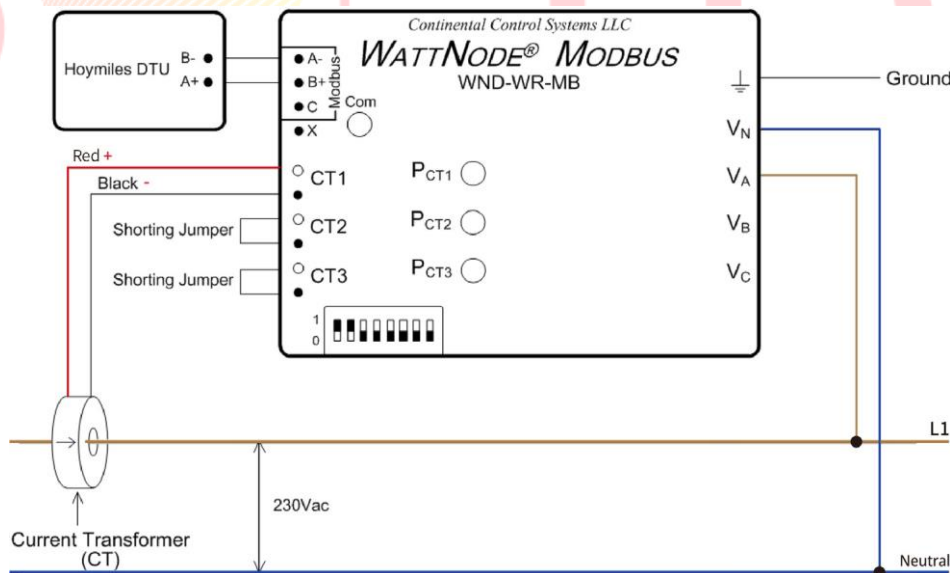 Continental Control Systems LLC
WATTNODE® MODBUS
WND-WR-MB
Hoymiles DTU
B-
A+
A-
B+
C
X
Modbus
Com
Ground
VN
VA
VB
VC
Red +
Black -
CT1
PCT1
Shorting Jumper
CT2
PCT2
Shorting Jumper
CT3
PCT3
1
0
L1
230Vac
Current Transformer
(CT)
Neutral